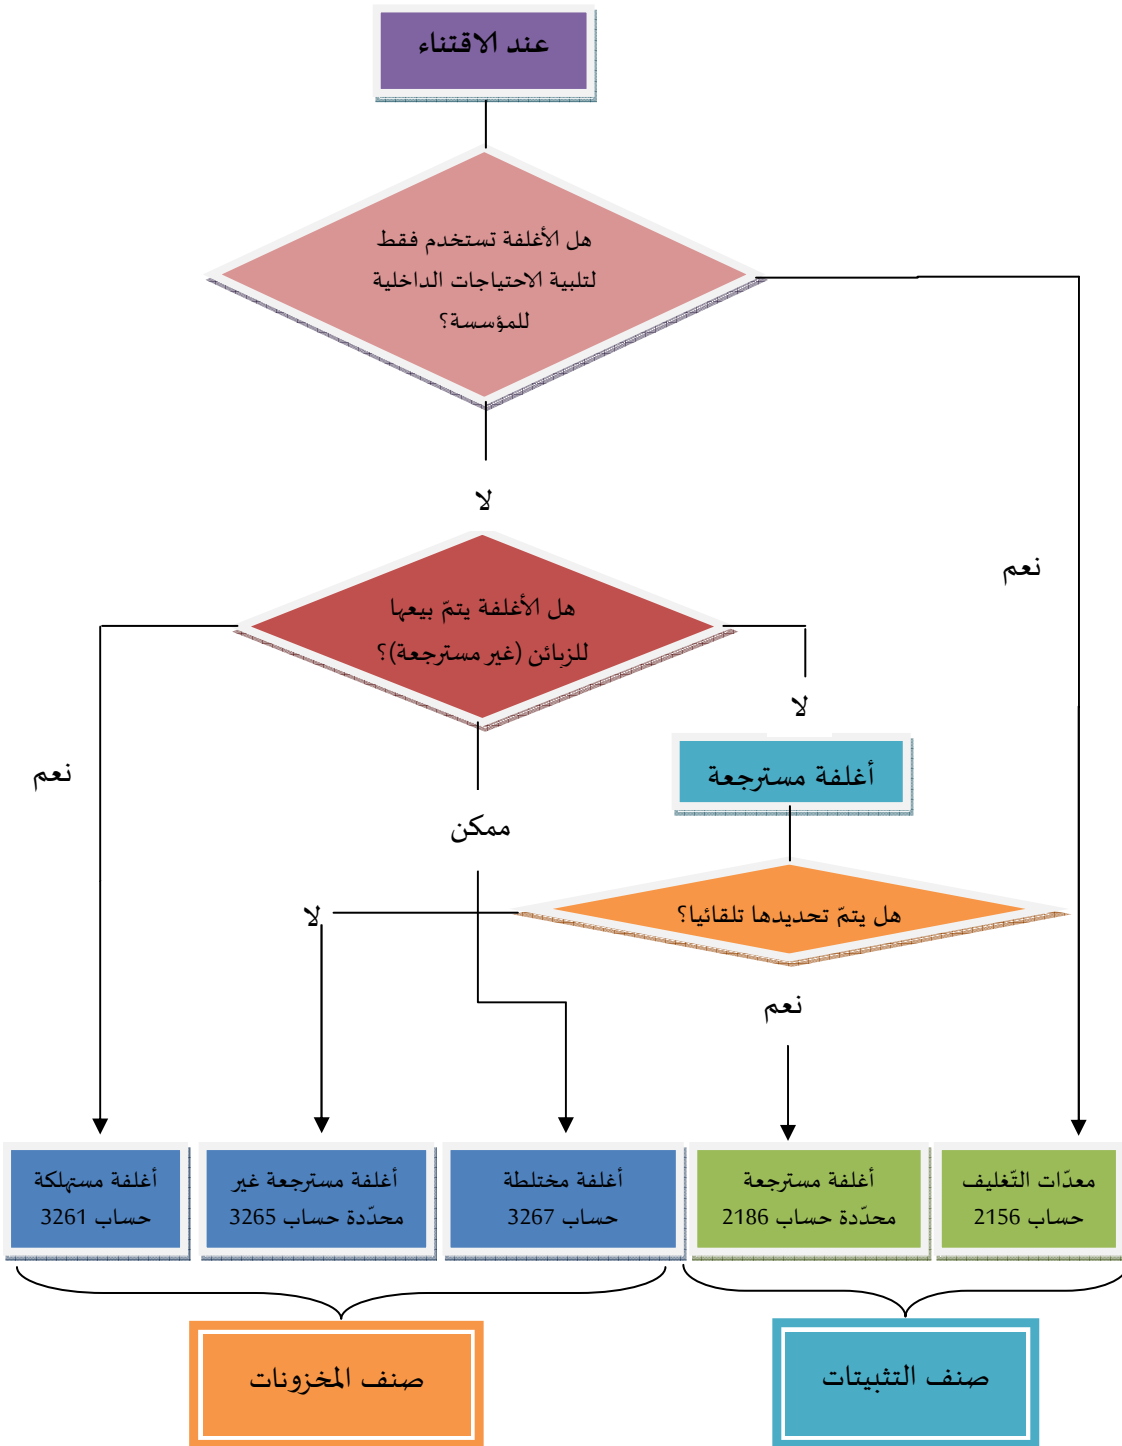 عند الاقتناء
هل الأغلفة تستخدم فقط
لتلبية الاحتياجات الداخلية
للمؤسسة؟
لا
نعم
هل الأغلفة يتمّ بيعها
للزبائن (غير مسترجعة)؟
لا
نعم
أغلفة مسترجعة
ممكن
هل يتمّ تحديدها تلقائيا؟
لا
نعم
معدّات التّغليف
حساب 2156
أغلفة مسترجعة
محدّدة حساب 2186
أغلفة مختلطة
حساب 3267
أغلفة مسترجعة غير
محدّدة حساب 3265
أغلفة مستهلكة
حساب 3261
صنف التثبيتات
صنف المخزونات